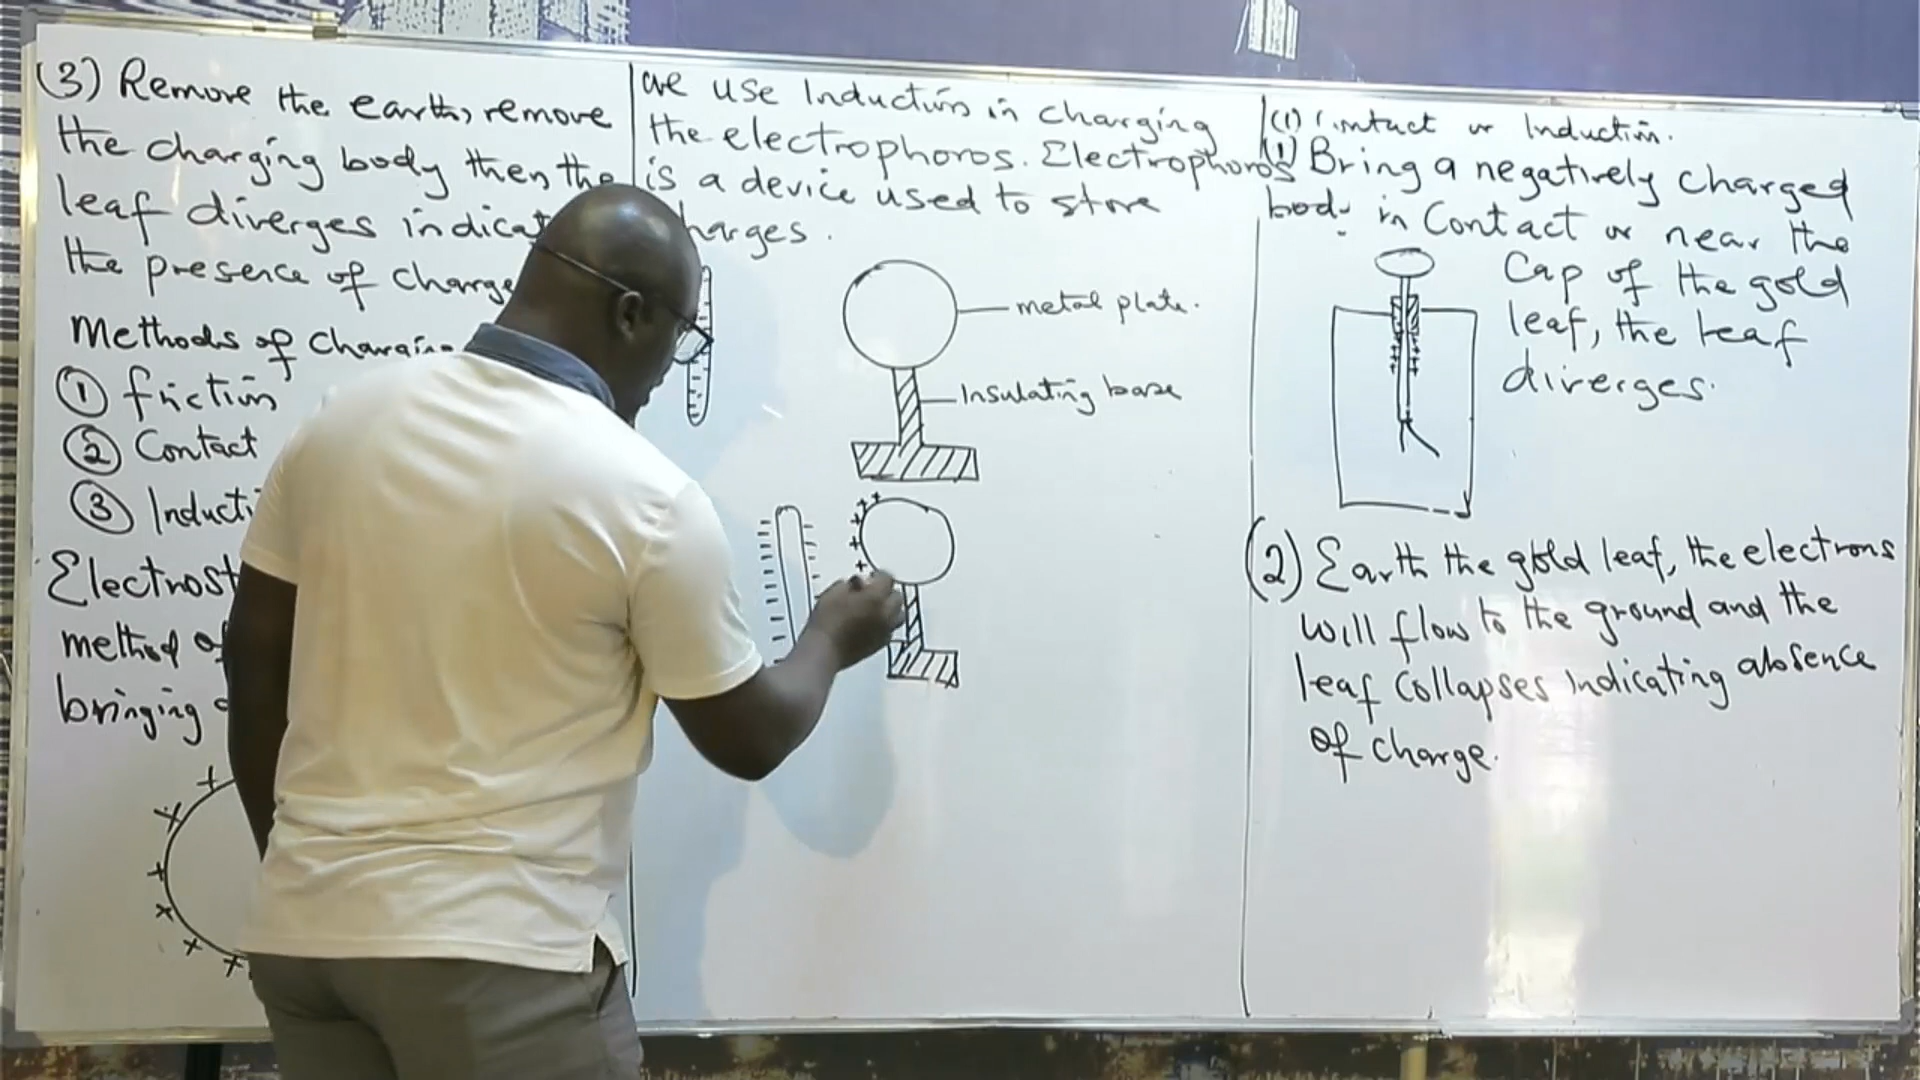 (3) Remove the earth, remove
the charging body then the
leaf diverges indicat
the presence of charge
Methods of Charging
① friction
② Contact
③ Inducti
Electrost
method of
bringing
we use Induction in charging
the electrophoros. Electrophoros
is a device used to store
harges.
metal plate.
Insulating base
(1) Contact or Induction.
(1) Bring a negatively charged
body in Contact or near the
Cap of the gold
leaf, the leaf
diverges.
(2) Earth the gold leaf, the electrons
will flow to the ground and the
leaf Collapses indicating absence
of charge.